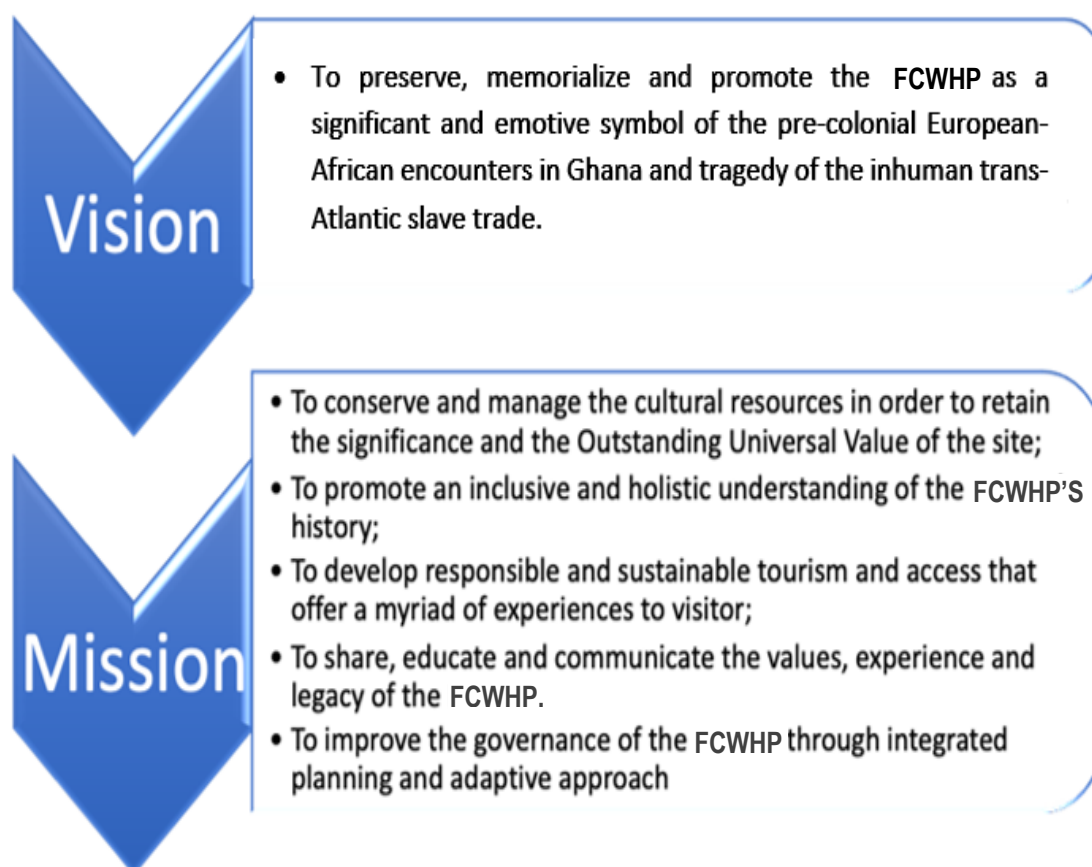 Vision
• To preserve, memorialize and promote the FCWHP as a
significant and emotive symbol of the pre-colonial European-
African encounters in Ghana and tragedy of the inhuman trans-
Atlantic slave trade.
Mission
• To conserve and manage the cultural resources in order to retain
the significance and the Outstanding Universal Value of the site;
• To promote an inclusive and holistic understanding of the FCWHP’S
history;
• To develop responsible and sustainable tourism and access that
offer a myriad of experiences to visitor;
• To share, educate and communicate the values, experience and
legacy of the FCWHP.
• To improve the governance of the FCWHP through integrated
planning and adaptive approach